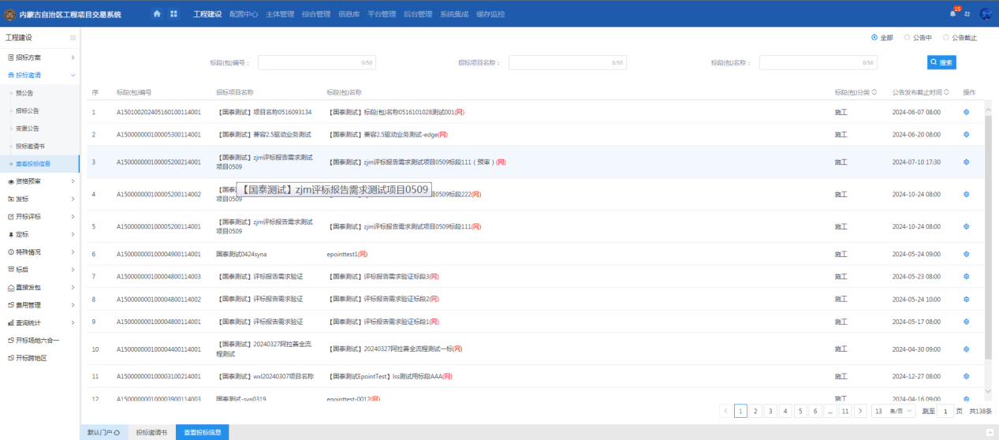 内蒙古自治区工程项目交易系统
工程建设 配置中心 主体管理 综合管理 信息库 平台管理 后台管理 系统集成 缓存监控
15
工程建设
招标方案
投标邀请
预公告
招标公告
变更公告
投标邀请书
查看投标信息
资格预审
发标
开标评标
定标
特殊情况
标后
直接发包
费用管理
查询统计
开标场地六合一
开标跨地区
全部 公告中 公告截止
标段(包)编号： 0/50 招标项目名称： 0/50 标段(包)名称： 0/50 搜索
序 标段(包)编号 招标项目名称 标段(包)名称 标段(包)分类 公告发布截止时间 操作
1 A150100202405160100114001 【国泰测试】项目名称0516093134 【国泰测试】标段(包)名称0516101028测试001(网) 施工 2024-06-07 08:00
2 A150000000100005300114001 【国泰测试】兼容2.5驱动业务测试 【国泰测试】兼容2.5驱动业务测试-edge(网) 施工 2024-06-20 08:00
3 A150000000100005200214001 【国泰测试】zjm评标报告需求测试
项目0509 【国泰测试】zjm评标报告需求测试项目0509标段111（预审）(网) 施工 2024-07-10 17:30
4 A150000000100005200114002 【国泰
项目0509 目0509标段222(网) 施工 2024-10-24 08:00
【国泰测试】zjm评标报告需求测试项目0509
5 A150000000100005200114001 【国泰测试】zjm评标报告需求测试
项目0509 【国泰测试】zjm评标报告需求测试项目0509标段111(网) 施工 2024-10-24 08:00
6 A150000000100004900114001 国泰测试0424syna epointtest1(网) 施工 2024-05-24 09:00
7 A150000000100004800114003 【国泰测试】评标报告需求验证 【国泰测试】评标报告需求验证标段3(网) 施工 2024-05-23 08:00
8 A150000000100004800114002 【国泰测试】评标报告需求验证 【国泰测试】评标报告需求验证标段2(网) 施工 2024-05-24 10:00
9 A150000000100004800114001 【国泰测试】评标报告需求验证 【国泰测试】评标报告需求验证标段1(网) 施工 2024-05-17 08:00
10 A150000000100004400114001 【国泰测试】20240327阿拉善全流
程测试 【国泰测试】20240327阿拉善全流程测试一标(网) 施工 2024-04-30 09:00
11 A150000000100003100214001 【国泰测试】wxl20240307项目名称 【国泰测试EpointTest】lss测试用标段AAA(网) 施工 2024-12-27 08:00
12 A150000000100003900114003 国泰测试-syn0319 epointtest-0012(网) 施工 2024-04-16 09:00
1 2 3 4 5 6 ... 11 13 条/页 跳至 1 页 共138条
默认门户 投标邀请书 查看投标信息